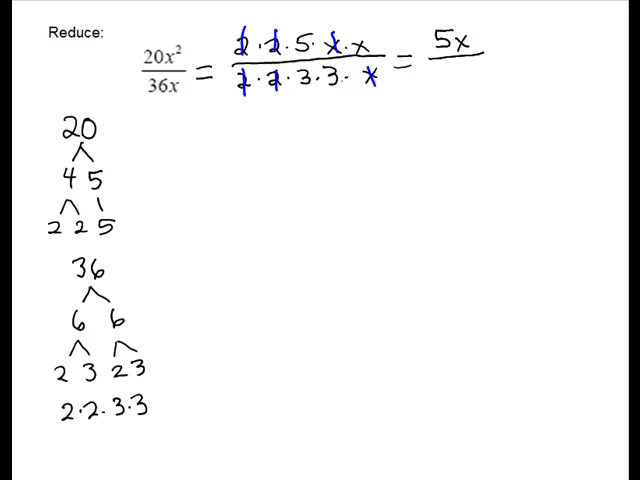 Reduce:
20x² / 36x = 2·2·5·x·x / 2·2·3·3·x = 5x
20
4 5
2 2 5
36
6 6
2 3 2 3
2·2·3·3